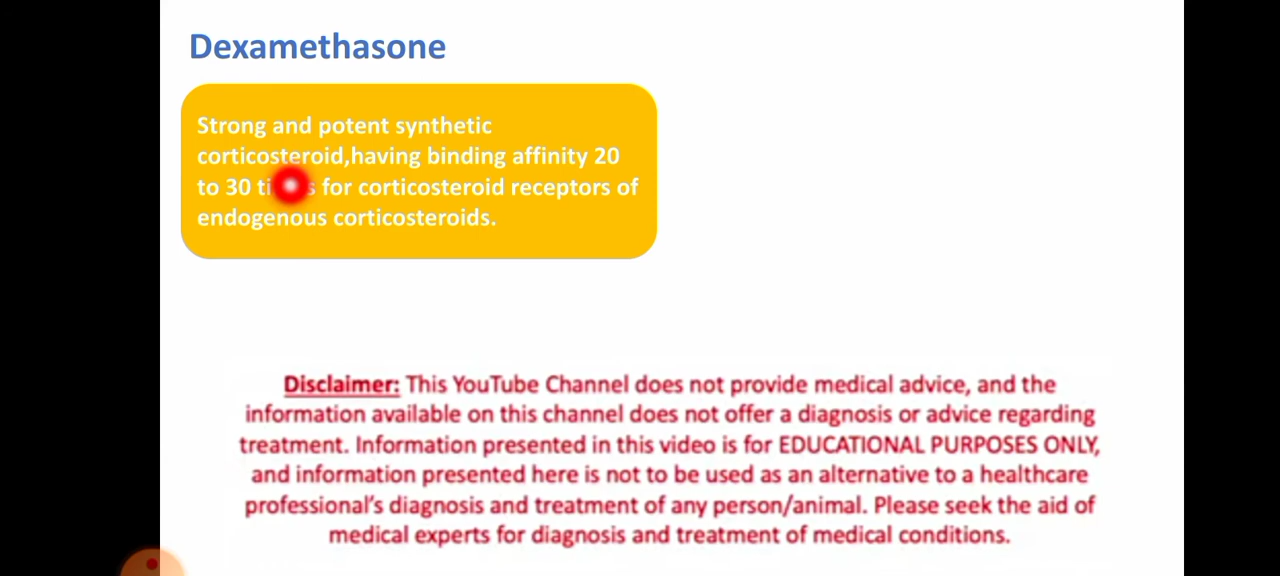 Dexamethasone
Strong and potent synthetic
corticosteroid,having binding affinity 20
to 30 for corticosteroid receptors of
endogenous corticosteroids.
Disclaimer: This YouTube Channel does not provide medical advice, and the
information available on this channel does not offer a diagnosis or advice regarding
treatment. Information presented in this video is for EDUCATIONAL PURPOSES ONLY,
and information presented here is not to be used as an alternative to a healthcare
professional's diagnosis and treatment of any person/animal. Please seek the aid of
medical experts for diagnosis and treatment of medical conditions.